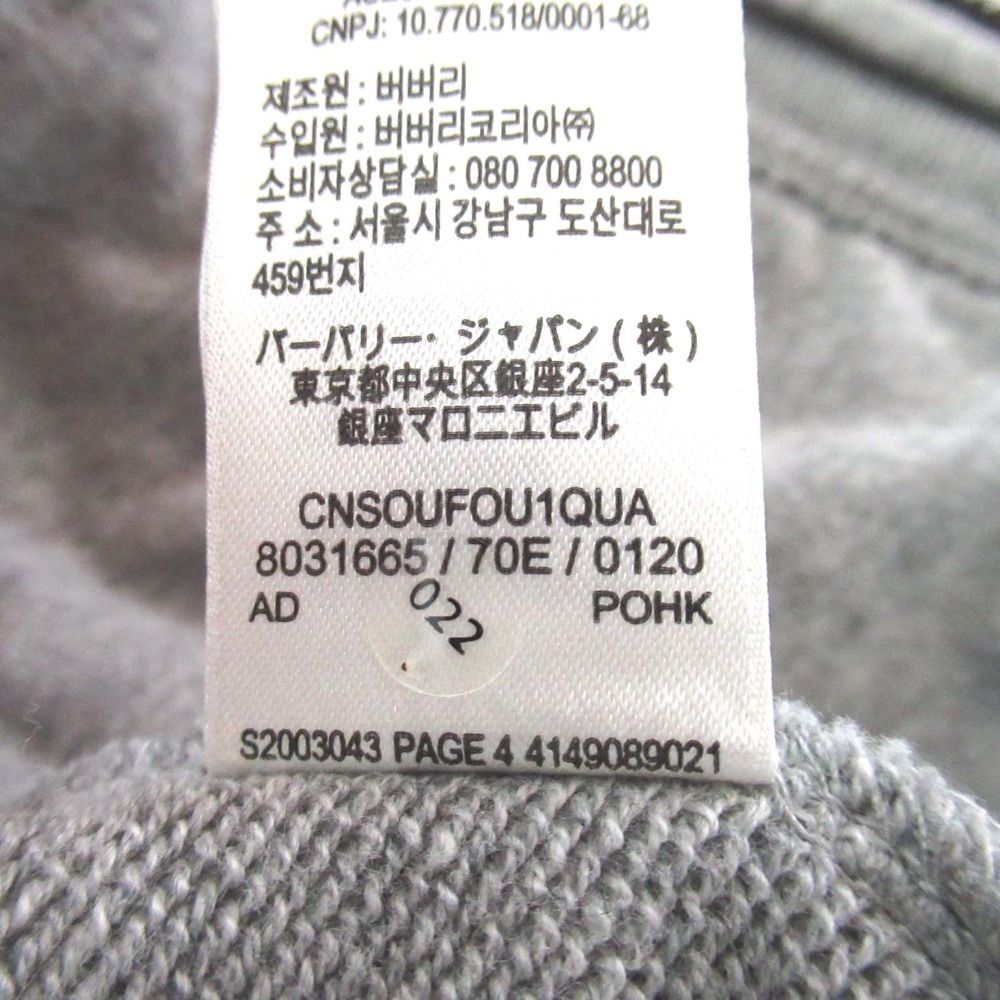 CNPJ: 10.770.518/0001-68
제조원 : 버버리
수입원 : 버버리코리아㈜
소비자상담실 : 080 700 8800
주 소 : 서울시 강남구 도산대로
459번지
バーバリー・ジャパン ( 株 )
東京都中央区銀座2-5-14
銀座マロニエビル
CNSOUFOU1QUA
8031665 / 70E / 0120
AD POHK
022
S2003043 PAGE 4 4149089021